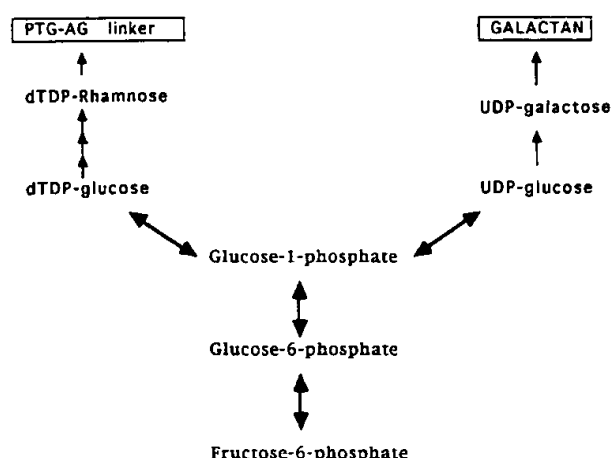 PTG-AG linker
GALACTAN
dTDP-Rhamnose
UDP-galactose
dTDP-glucose
UDP-glucose
Glucose-1-phosphate
Glucose-6-phosphate
Fructose-6-phosphate